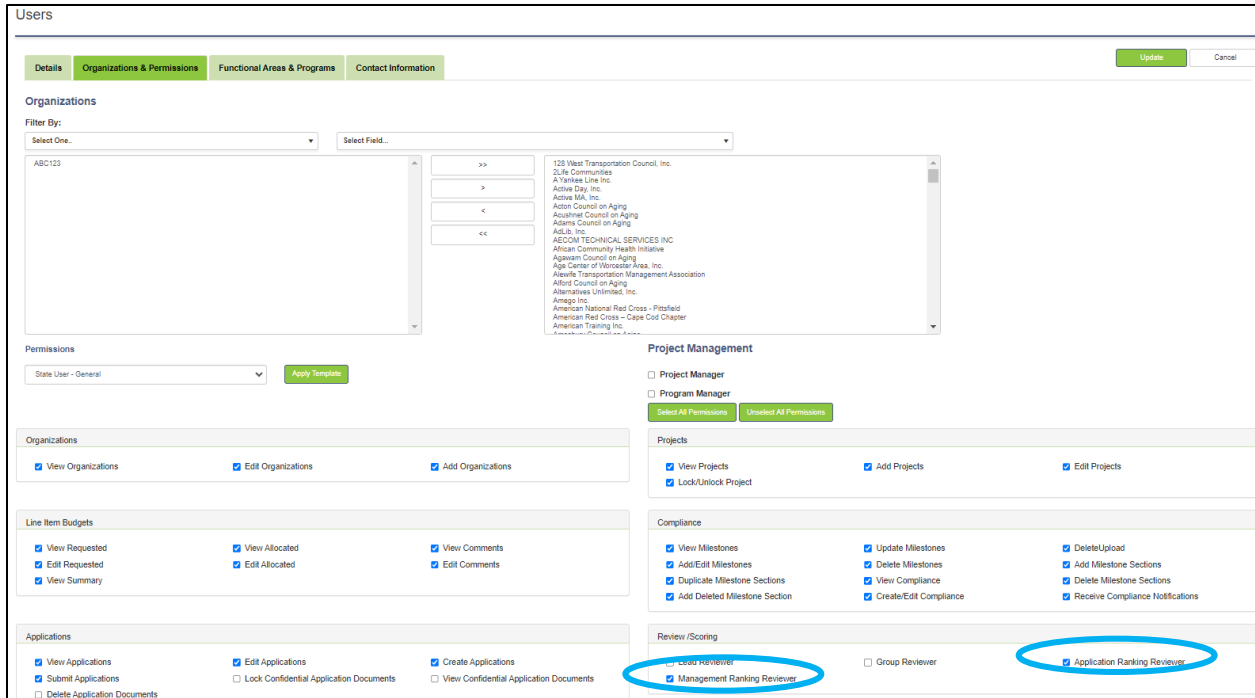 Users
Details Organizations & Permissions Functional Areas & Programs Contact Information Update Cancel
Organizations
Filter By:
Select One.. Select Field...
ABC123
>>
>
<
<<
128 West Transportation Council, Inc.
2Life Communities
A Yankee Line Inc.
Active Day, Inc.
Active MA, Inc.
Acton Council on Aging
Acushnet Council on Aging
Adams Council on Aging
AdLib, Inc.
AECOM TECHNICAL SERVICES INC
African Community Health Initiative
Agawam Council on Aging
Age Center of Worcester Area, Inc.
Alewife Transportation Management Association
Alford Council on Aging
Alternatives Unlimited, Inc.
Amego Inc.
American National Red Cross - Pittsfield
American Red Cross – Cape Cod Chapter
American Training Inc.
Amesbury Council on Aging
Permissions
State User - General Apply Template
Project Management
Project Manager
Program Manager
Select All Permissions Unselect All Permissions
Organizations
View Organizations Edit Organizations Add Organizations
Projects
View Projects Add Projects Edit Projects
Lock/Unlock Project
Line Item Budgets
View Requested View Allocated View Comments
Edit Requested Edit Allocated Edit Comments
View Summary
Compliance
View Milestones Update Milestones DeleteUpload
Add/Edit Milestones Delete Milestones Add Milestone Sections
Duplicate Milestone Sections View Compliance Delete Milestone Sections
Add Deleted Milestone Section Create/Edit Compliance Receive Compliance Notifications
Applications
View Applications Edit Applications Create Applications
Submit Applications Lock Confidential Application Documents View Confidential Application Documents
Delete Application Documents
Review /Scoring
Lead Reviewer Group Reviewer Application Ranking Reviewer
Management Ranking Reviewer